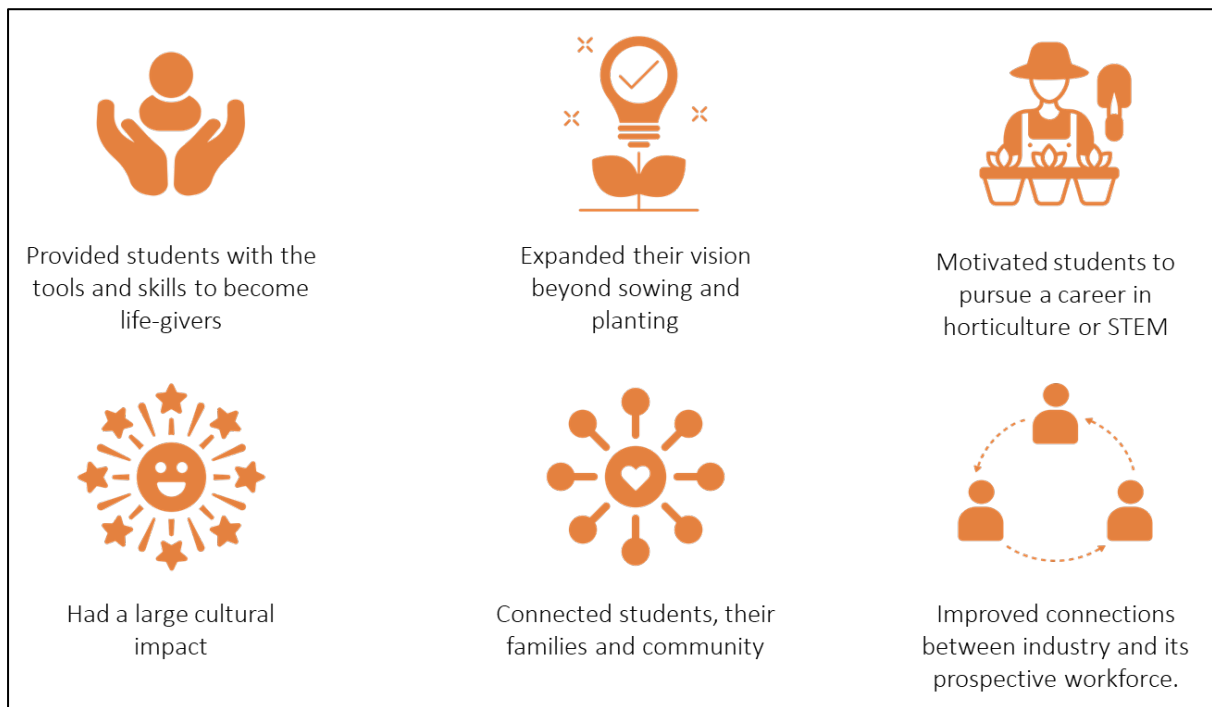 Provided students with the
tools and skills to become
life-givers
Expanded their vision
beyond sowing and
planting
Motivated students to
pursue a career in
horticulture or STEM
Had a large cultural
impact
Connected students, their
families and community
Improved connections
between industry and its
prospective workforce.